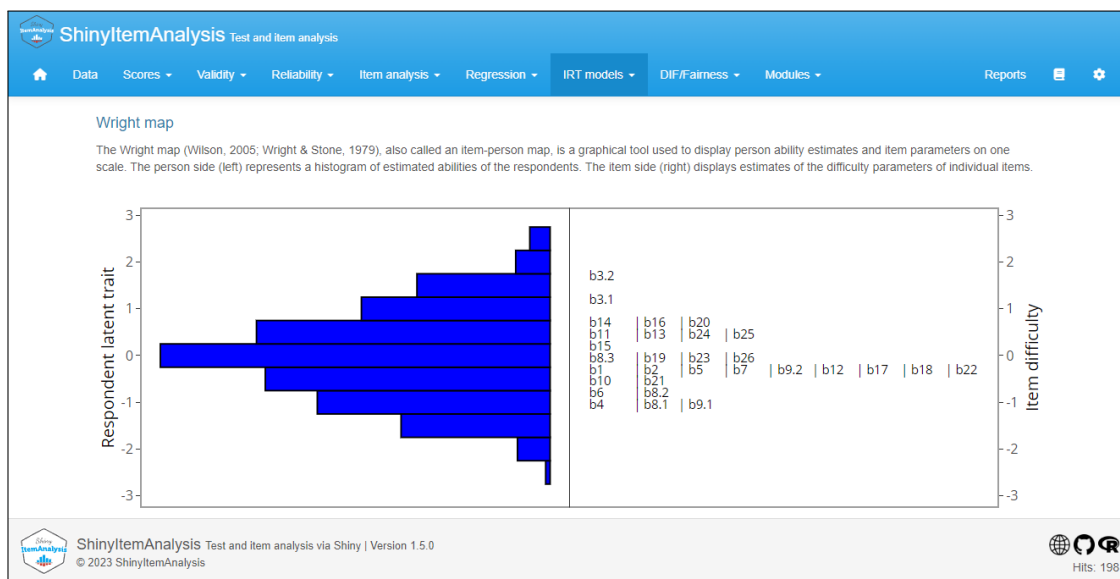 Shiny
ItemAnalysis
ShinyItemAnalysis Test and item analysis
Data Scores Validity Reliability Item analysis Regression IRT models DIF/Fairness Modules Reports
Wright map
The Wright map (Wilson, 2005; Wright & Stone, 1979), also called an item-person map, is a graphical tool used to display person ability estimates and item parameters on one
scale. The person side (left) represents a histogram of estimated abilities of the respondents. The item side (right) displays estimates of the difficulty parameters of individual items.
Respondent latent trait
3
2
1
0
-1
-2
-3
b3.2
b3.1
b14 | b16 | b20
b11 | b13 | b24 | b25
b15
b8.3 | b19 | b23 | b26
b1 | b2 | b5 | b7 | b9.2 | b12 | b17 | b18 | b22
b10 | b21
b6 | b8.2
b4 | b8.1 | b9.1
3
2
1
0
-1
-2
-3
Item difficulty
Shiny
ItemAnalysis
ShinyItemAnalysis Test and item analysis via Shiny | Version 1.5.0
© 2023 ShinyItemAnalysis
R